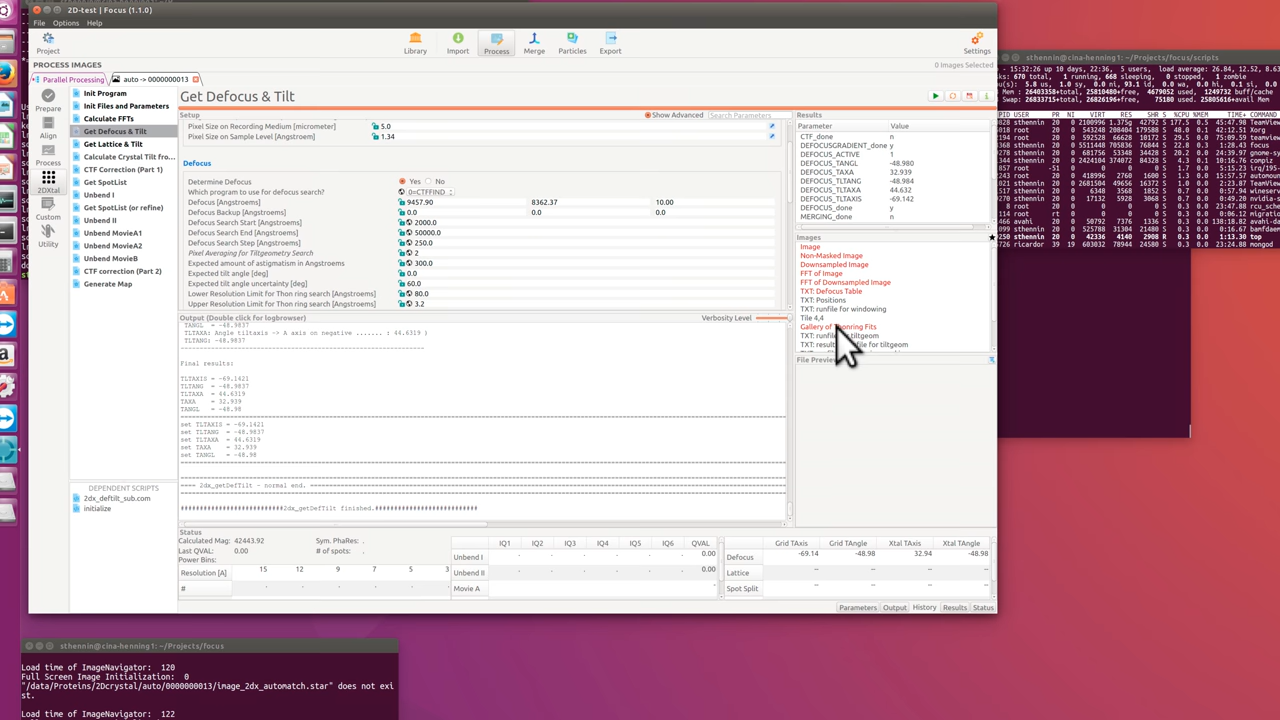 2D-test | Focus (1.1.0)
File Options Help
Project
Library
Import
Process
Merge
Particles
Export
Settings
PROCESS IMAGES
0 Images Selected
Parallel Processing
auto -> 0000000013
Prepare
Align
Process
2DXtal
Custom
Utility
Init Program
Init Files and Parameters
Calculate FFTs
Get Defocus & Tilt
Get Lattice & Tilt
Calculate Crystal Tilt fro...
CTF Correction (Part 1)
Get SpotList
Unbend I
Get SpotList (or refine)
Unbend II
Unbend MovieA1
Unbend MovieA2
Unbend MovieB
CTF correction (Part 2)
Generate Map
DEPENDENT SCRIPTS
2dx_deftilt_sub.com
initialize
Get Defocus & Tilt
Setup
Show Advanced
Search Parameters
Pixel Size on Recording Medium [micrometer] 5.0
Pixel Size on Sample Level [Angstroem] 1.34
Defocus
Determine Defocus Yes No
Which program to use for defocus search? 0=CTFFIND
Defocus [Angstroems] 9457.90 8362.37 10.00
Defocus Backup [Angstroems] 0.0 0.0 0.0
Defocus Search Start [Angstroems] 2000.0
Defocus Search End [Angstroems] 50000.0
Defocus Search Step [Angstroems] 250.0
Pixel Averaging for Tiltgeometry Search 2
Expected amount of astigmatism in Angstroems 300.0
Expected tilt angle [deg] 0.0
Expected tilt angle uncertainty [deg] 60.0
Lower Resolution Limit for Thon ring search [Angstroems] 80.0
Upper Resolution Limit for Thon ring search [Angstroems] 3.2
Output (Double click for logbrowser)
Verbosity Level
TANGL = -48.9837
TLTAXA: Angle tiltaxis -> A axis on negative ....... : 44.6319 )
TLTANG: -48.9837
Final results:
TLTAXIS = -69.1421
TLTANG = -48.9837
TLTAXA = 44.6319
TAXA = 32.939
TANGL = -48.98
set TLTAXIS = -69.1421
set TLTANG = -48.9837
set TLTAXA = 44.6319
set TAXA = 32.939
set TANGL = -48.98
==== 2dx_getDefTilt - normal end.
2dx_getDefTilt finished.
Results
Parameter Value
CTF_done n
DEFOCUSGRADIENT_done y
DEFOCUS_ACTIVE 1
DEFOCUS_TANGL -48.980
DEFOCUS_TAXA 32.939
DEFOCUS_TLTANG -48.984
DEFOCUS_TLTAXA 44.632
DEFOCUS_TLTAXIS -69.142
DEFOCUS_done y
MERGING_done n
Images
Image
Non-Masked Image
Downsampled Image
FFT of Image
FFT of Downsampled Image
TXT: Defocus Table
TXT: Positions
TXT: runfile for windowing
Tile 4,4
Status
Calculated Mag: 42443.92 Sym. PhaRes: .
Last QVAL: 0.00 # of spots: .
Power Bins:
Resolution [A] 15 12 9 7 5 3
#
IQ1 IQ2 IQ3 IQ4 IQ5 IQ6 QVAL
Unbend I 0.00
Unbend II 0.00
Movie A
Grid TAxis Grid TAngle Xtal TAxis Xtal TAngle
Defocus -69.14 -48.98 32.94 -48.98
Lattice -- -- -- --
Spot Split -- -- -- --
Parameters Output History Results Status
sthennin@cina-henning1: ~/Projects/focus/scripts
sthennin@cina-henning1: ~/Projects/focus
Load time of ImageNavigator: 120
Full Screen Image Initialization: 0
"/data/Proteins/2Dcrystal/auto/0000000013/image_2dx_automatch.star" does not exi
st.
Load time of ImageNavigator: 122